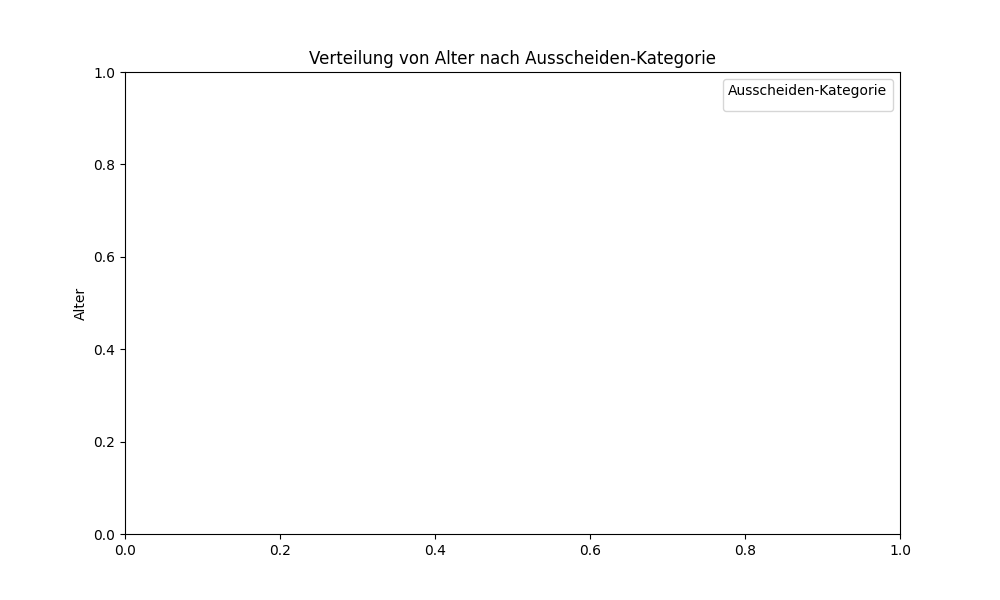 Verteilung von Alter nach Ausscheiden-Kategorie
Ausscheiden-Kategorie
1.0
0.8
0.6
0.4
0.2
0.0
Alter
0.0 0.2 0.4 0.6 0.8 1.0